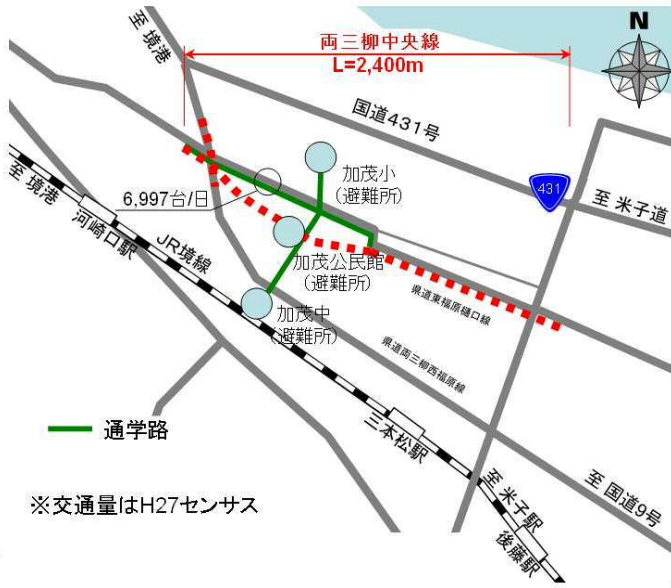 至 境港
両三柳中央線
L=2,400m
N
国道431号
431
至 米子道
加茂小
(避難所)
6,997台/日
至 境港
河崎口駅
JR境線
加茂公民館
(避難所)
県道東福原樋口線
加茂中
(避難所)
県道両三柳西福原線
通学路
三本松駅
※交通量はH27センサス
至 米子駅
後藤駅
至 国道9号